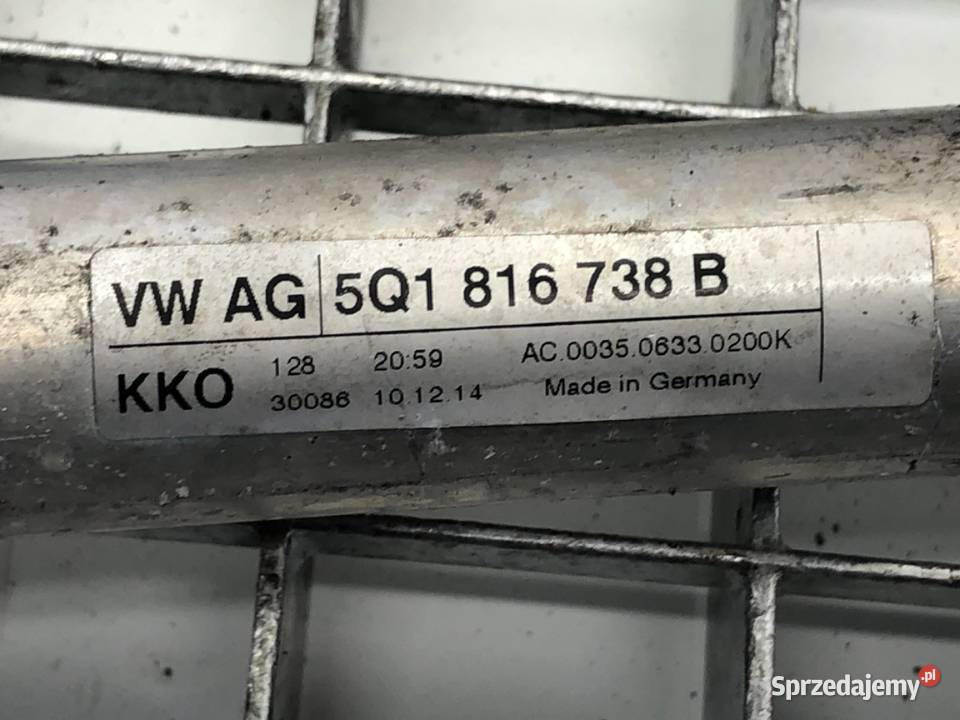 VW AG 5Q1 816 738 B
KKO 128 20:59 AC.0035.0633.0200K
30086 10.12.14 Made in Germany
Sprzedajemy.pl